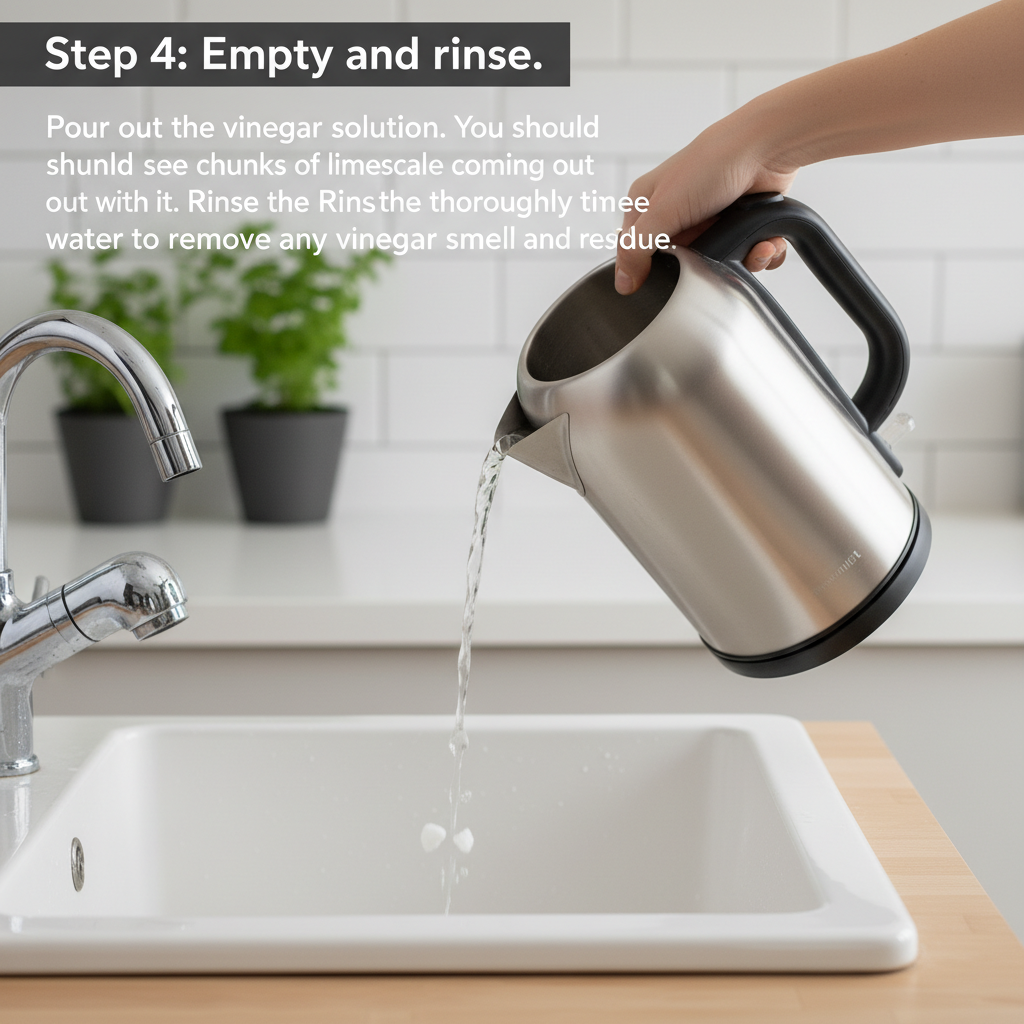 Step 4: Empty and rinse.
Pour out the vinegar solution. You should
shunld see chunks of limescale coming out
out with it. Rinse the Rinsthe thoroughly tinee
water to remove any vinegar smell and resdue.